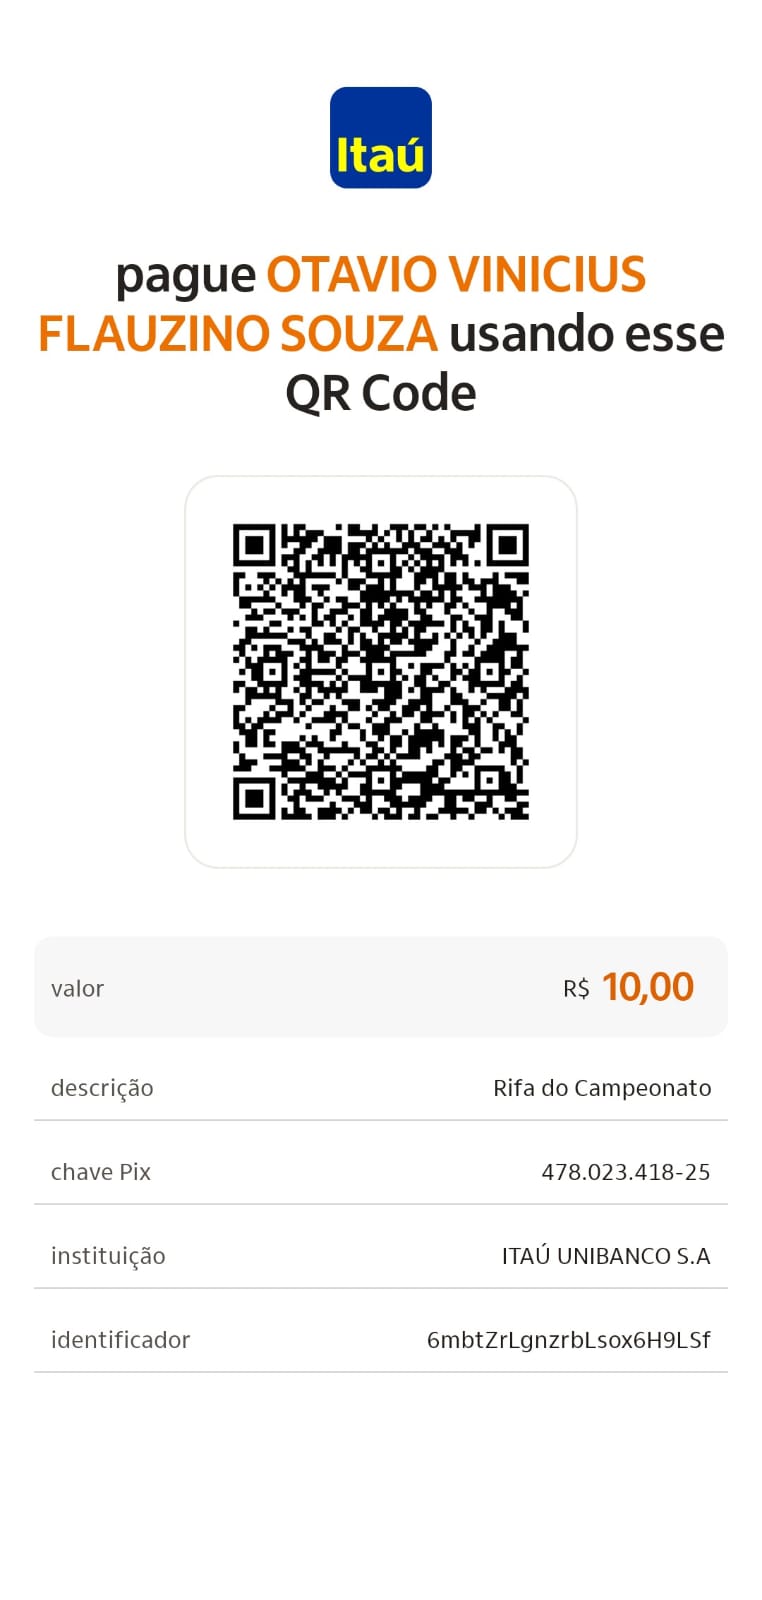 Itaú
pague OTAVIO VINICIUS
FLAUZINO SOUZA usando esse
QR Code
valor R$ 10,00
descrição Rifa do Campeonato
chave Pix 478.023.418-25
instituição ITAÚ UNIBANCO S.A
identificador 6mbtZrLgnzrbLsox6H9LSf